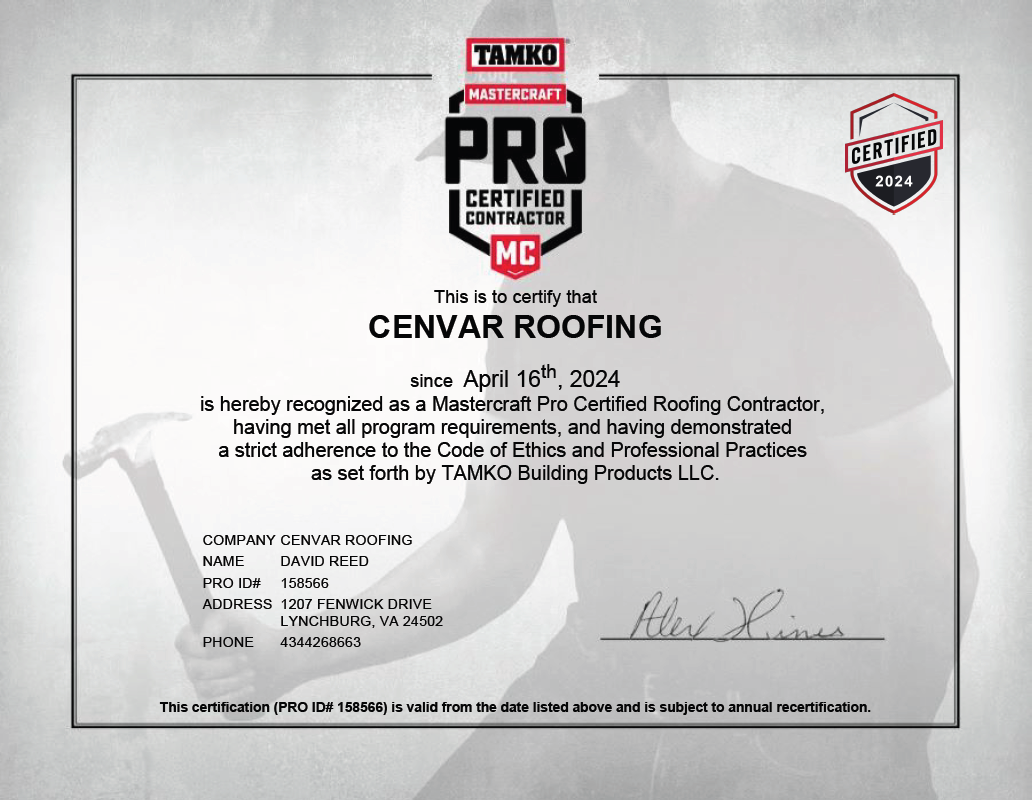 TAMKO
EDGE
MASTERCRAFT
PRO
CERTIFIED
CONTRACTOR
MC
CERTIFIED
2024
This is to certify that
CENVAR ROOFING
since April 16th, 2024
is hereby recognized as a Mastercraft Pro Certified Roofing Contractor,
having met all program requirements, and having demonstrated
a strict adherence to the Code of Ethics and Professional Practices
as set forth by TAMKO Building Products LLC.
COMPANY CENVAR ROOFING
NAME DAVID REED
PRO ID# 158566
ADDRESS 1207 FENWICK DRIVE
LYNCHBURG, VA 24502
PHONE 4344268663
Alex Hines
This certification (PRO ID# 158566) is valid from the date listed above and is subject to annual recertification.